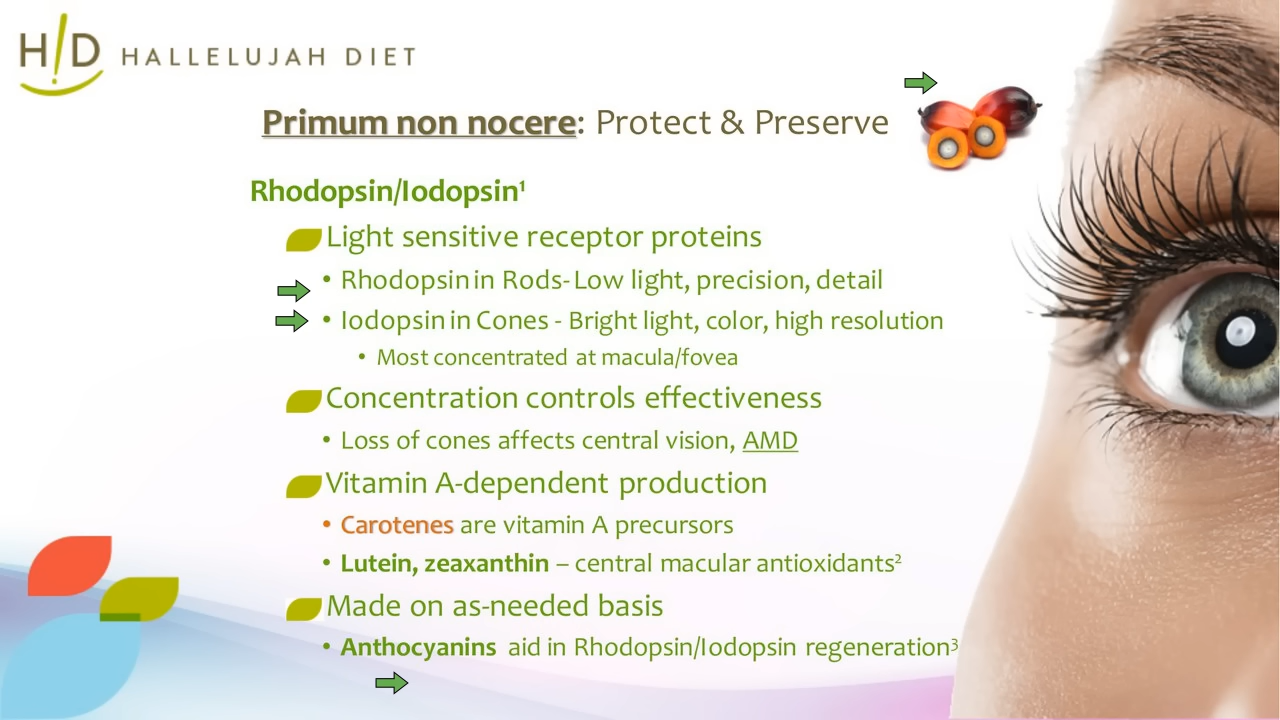 H!D HALLELUJAH DIET
Primum non nocere: Protect & Preserve
Rhodopsin/Iodopsin¹
Light sensitive receptor proteins
• Rhodopsin in Rods- Low light, precision, detail
• Iodopsin in Cones - Bright light, color, high resolution
• Most concentrated at macula/fovea
Concentration controls effectiveness
• Loss of cones affects central vision, AMD
Vitamin A-dependent production
• Carotenes are vitamin A precursors
• Lutein, zeaxanthin – central macular antioxidants²
Made on as-needed basis
• Anthocyanins aid in Rhodopsin/Iodopsin regeneration³